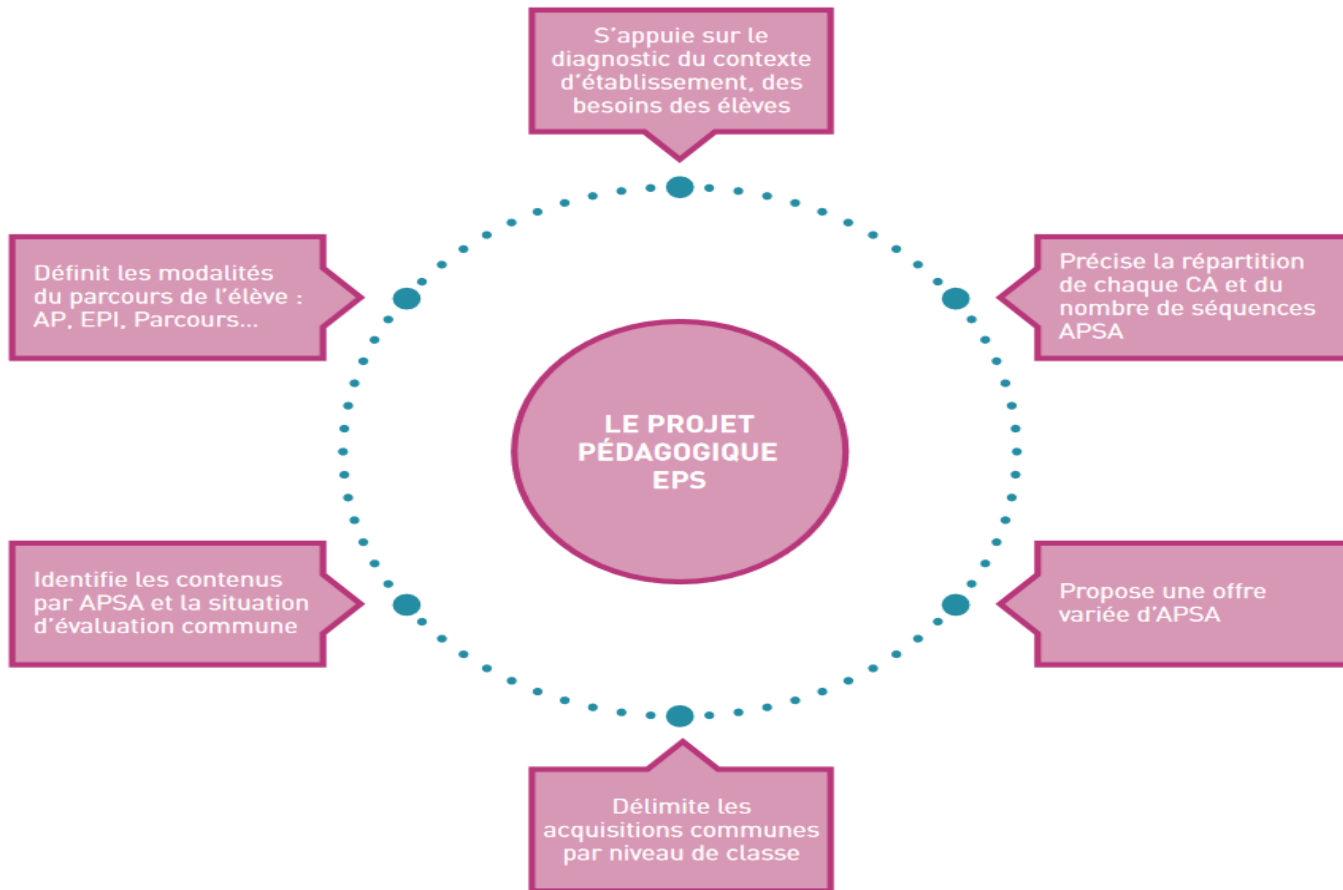 S'appuie sur le
diagnostic du contexte
d'établissement, des
besoins des élèves
Définit les modalités
du parcours de l'élève :
AP, EPI, Parcours...
Précise la répartition
de chaque CA et du
nombre de séquences
APSA
LE PROJET
PÉDAGOGIQUE
EPS
Identifie les contenus
par APSA et la situation
d'évaluation commune
Propose une offre
variée d'APSA
Délimite les
acquisitions communes
par niveau de classe